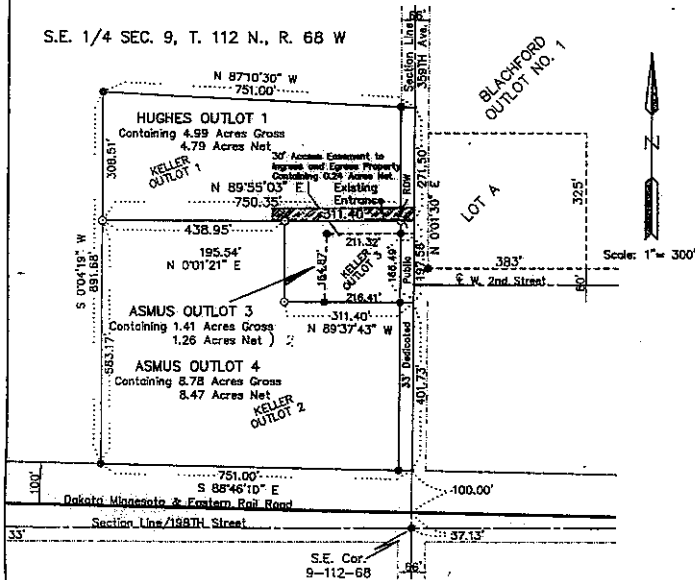 66'
S.E. 1/4 SEC. 9, T. 112 N., R. 68 W
Section Line
359TH Ave.
BLACHFORD
OUTLOT NO. 1
N 87°10'30" W
751.00'
HUGHES OUTLOT 1
Containing 4.99 Acres Gross
4.79 Acres Net
KELLER
OUTLOT 1
308.51'
30' Access Easement to
Ingress and Egress Property
Containing 0.24 Acres Net
N 89°55'03" E
Existing
Entrance
750.35'
311.40'
ROW
271.50'
N 0°01'30" E
LOT A
325'
N
Scale: 1"= 300'
438.95'
195.54'
N 0°01'21" E
211.32'
164.87'
KELLER
OUTLOT 3
166.49'
Public
197.58'
383'
℄ W. 2nd Street
60'
S 0°04'19" W
891.68'
216.41'
311.40'
N 89°37'43" W
ASMUS OUTLOT 3
Containing 1.41 Acres Gross
1.26 Acres Net )
ASMUS OUTLOT 4
Containing 8.78 Acres Gross
8.47 Acres Net
KELLER
OUTLOT 2
583.17'
33' Dedicated
401.73'
100'
751.00'
S 88°46'10" E
100.00'
Dakota Minnesota & Eastern Rail Road
Section Line/198TH Street
33'
37.13'
S.E. Cor.
9-112-68
66'